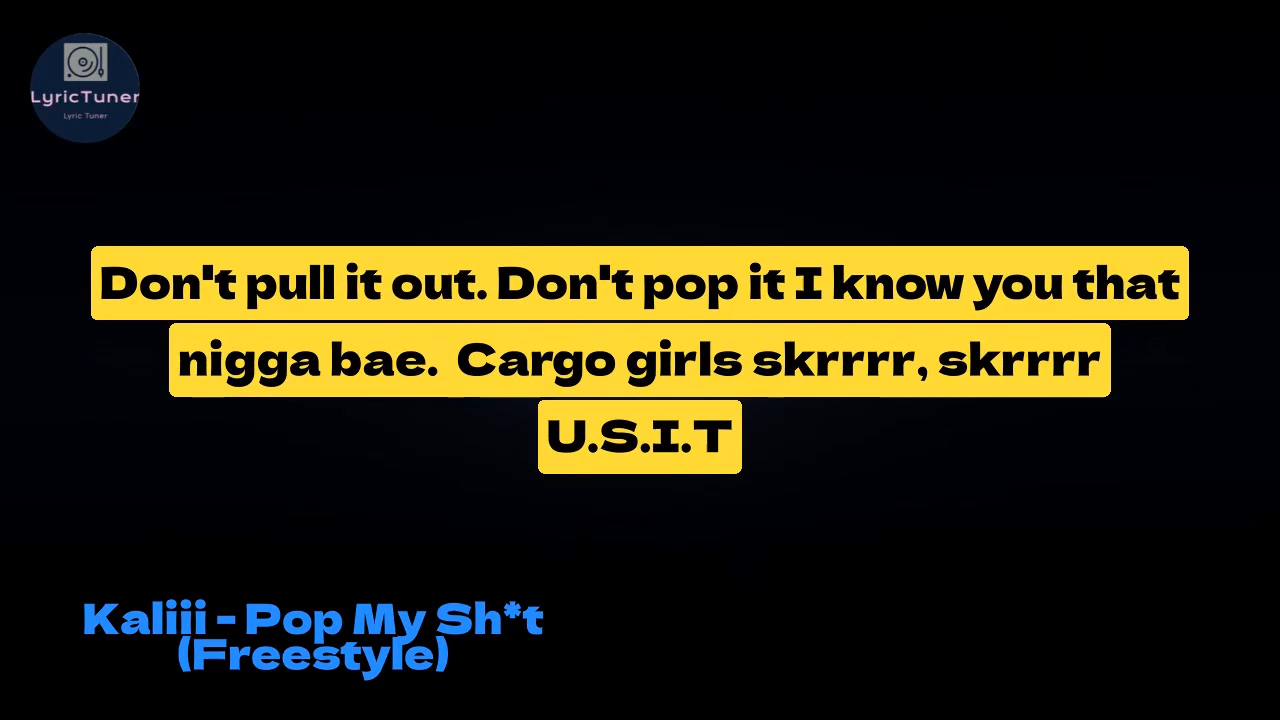 LyricTuner
Lyric Tuner
Don't pull it out. Don't pop it I know you that
nigga bae.  Cargo girls skrrrr, skrrrr
U.S.I.T
Kaliii - Pop My Sh*t
(Freestyle)